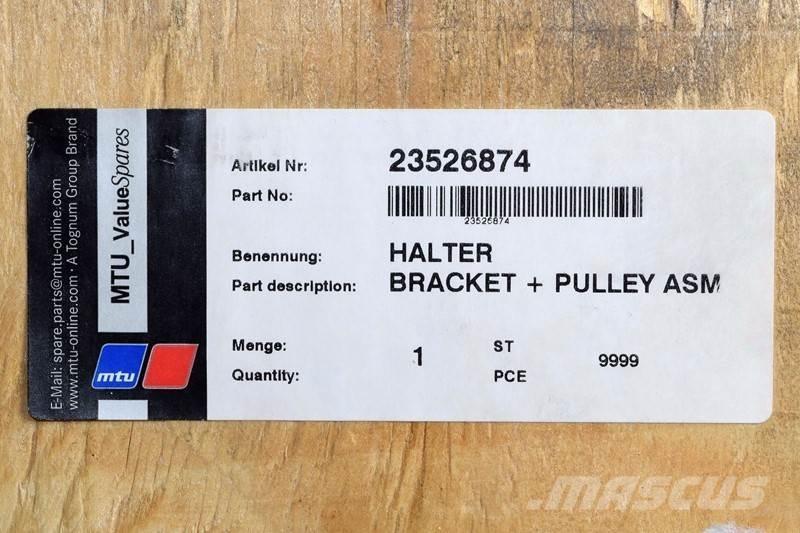 E-Mail: spare.parts@mtu-online.com
www.mtu-online.com · A Tognum Group Brand
MTU_ValueSpares
mtu
Artikel Nr: 23526874
Part No:
23526874
Benennung: HALTER
Part description: BRACKET + PULLEY ASM
Menge: 1 ST 9999
Quantity: PCE
MASCUS